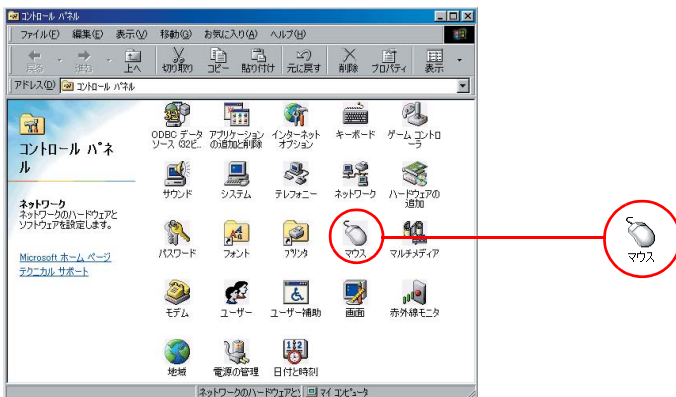 コントロール パネル
ファイル(F) 編集(E) 表示(V) 移動(G) お気に入り(A) ヘルプ(H)
戻る 進む 上へ 切り取り コピー 貼り付け 元に戻す 削除 プロパティ 表示
アドレス(D) コントロール パネル
コントロール パネ
ル
ネットワーク
ネットワークのハードウェアと
ソフトウェアを設定します。
Microsoft ホーム ページ
テクニカル サポート
ODBC データ
ソース (32ビ...
アプリケーション
の追加と削除
インターネット
オプション
キーボード
ゲーム コントロ
ーラ
サウンド
システム
テレフォニー
ネットワーク
ハードウェアの
追加
パスワード
フォント
プリンタ
マウス
マルチメディア
モデム
ユーザー
ユーザー補助
画面
赤外線モニタ
地域
電源の管理
日付と時刻
ネットワークのハードウェアと
マイ コンピュータ
マウス